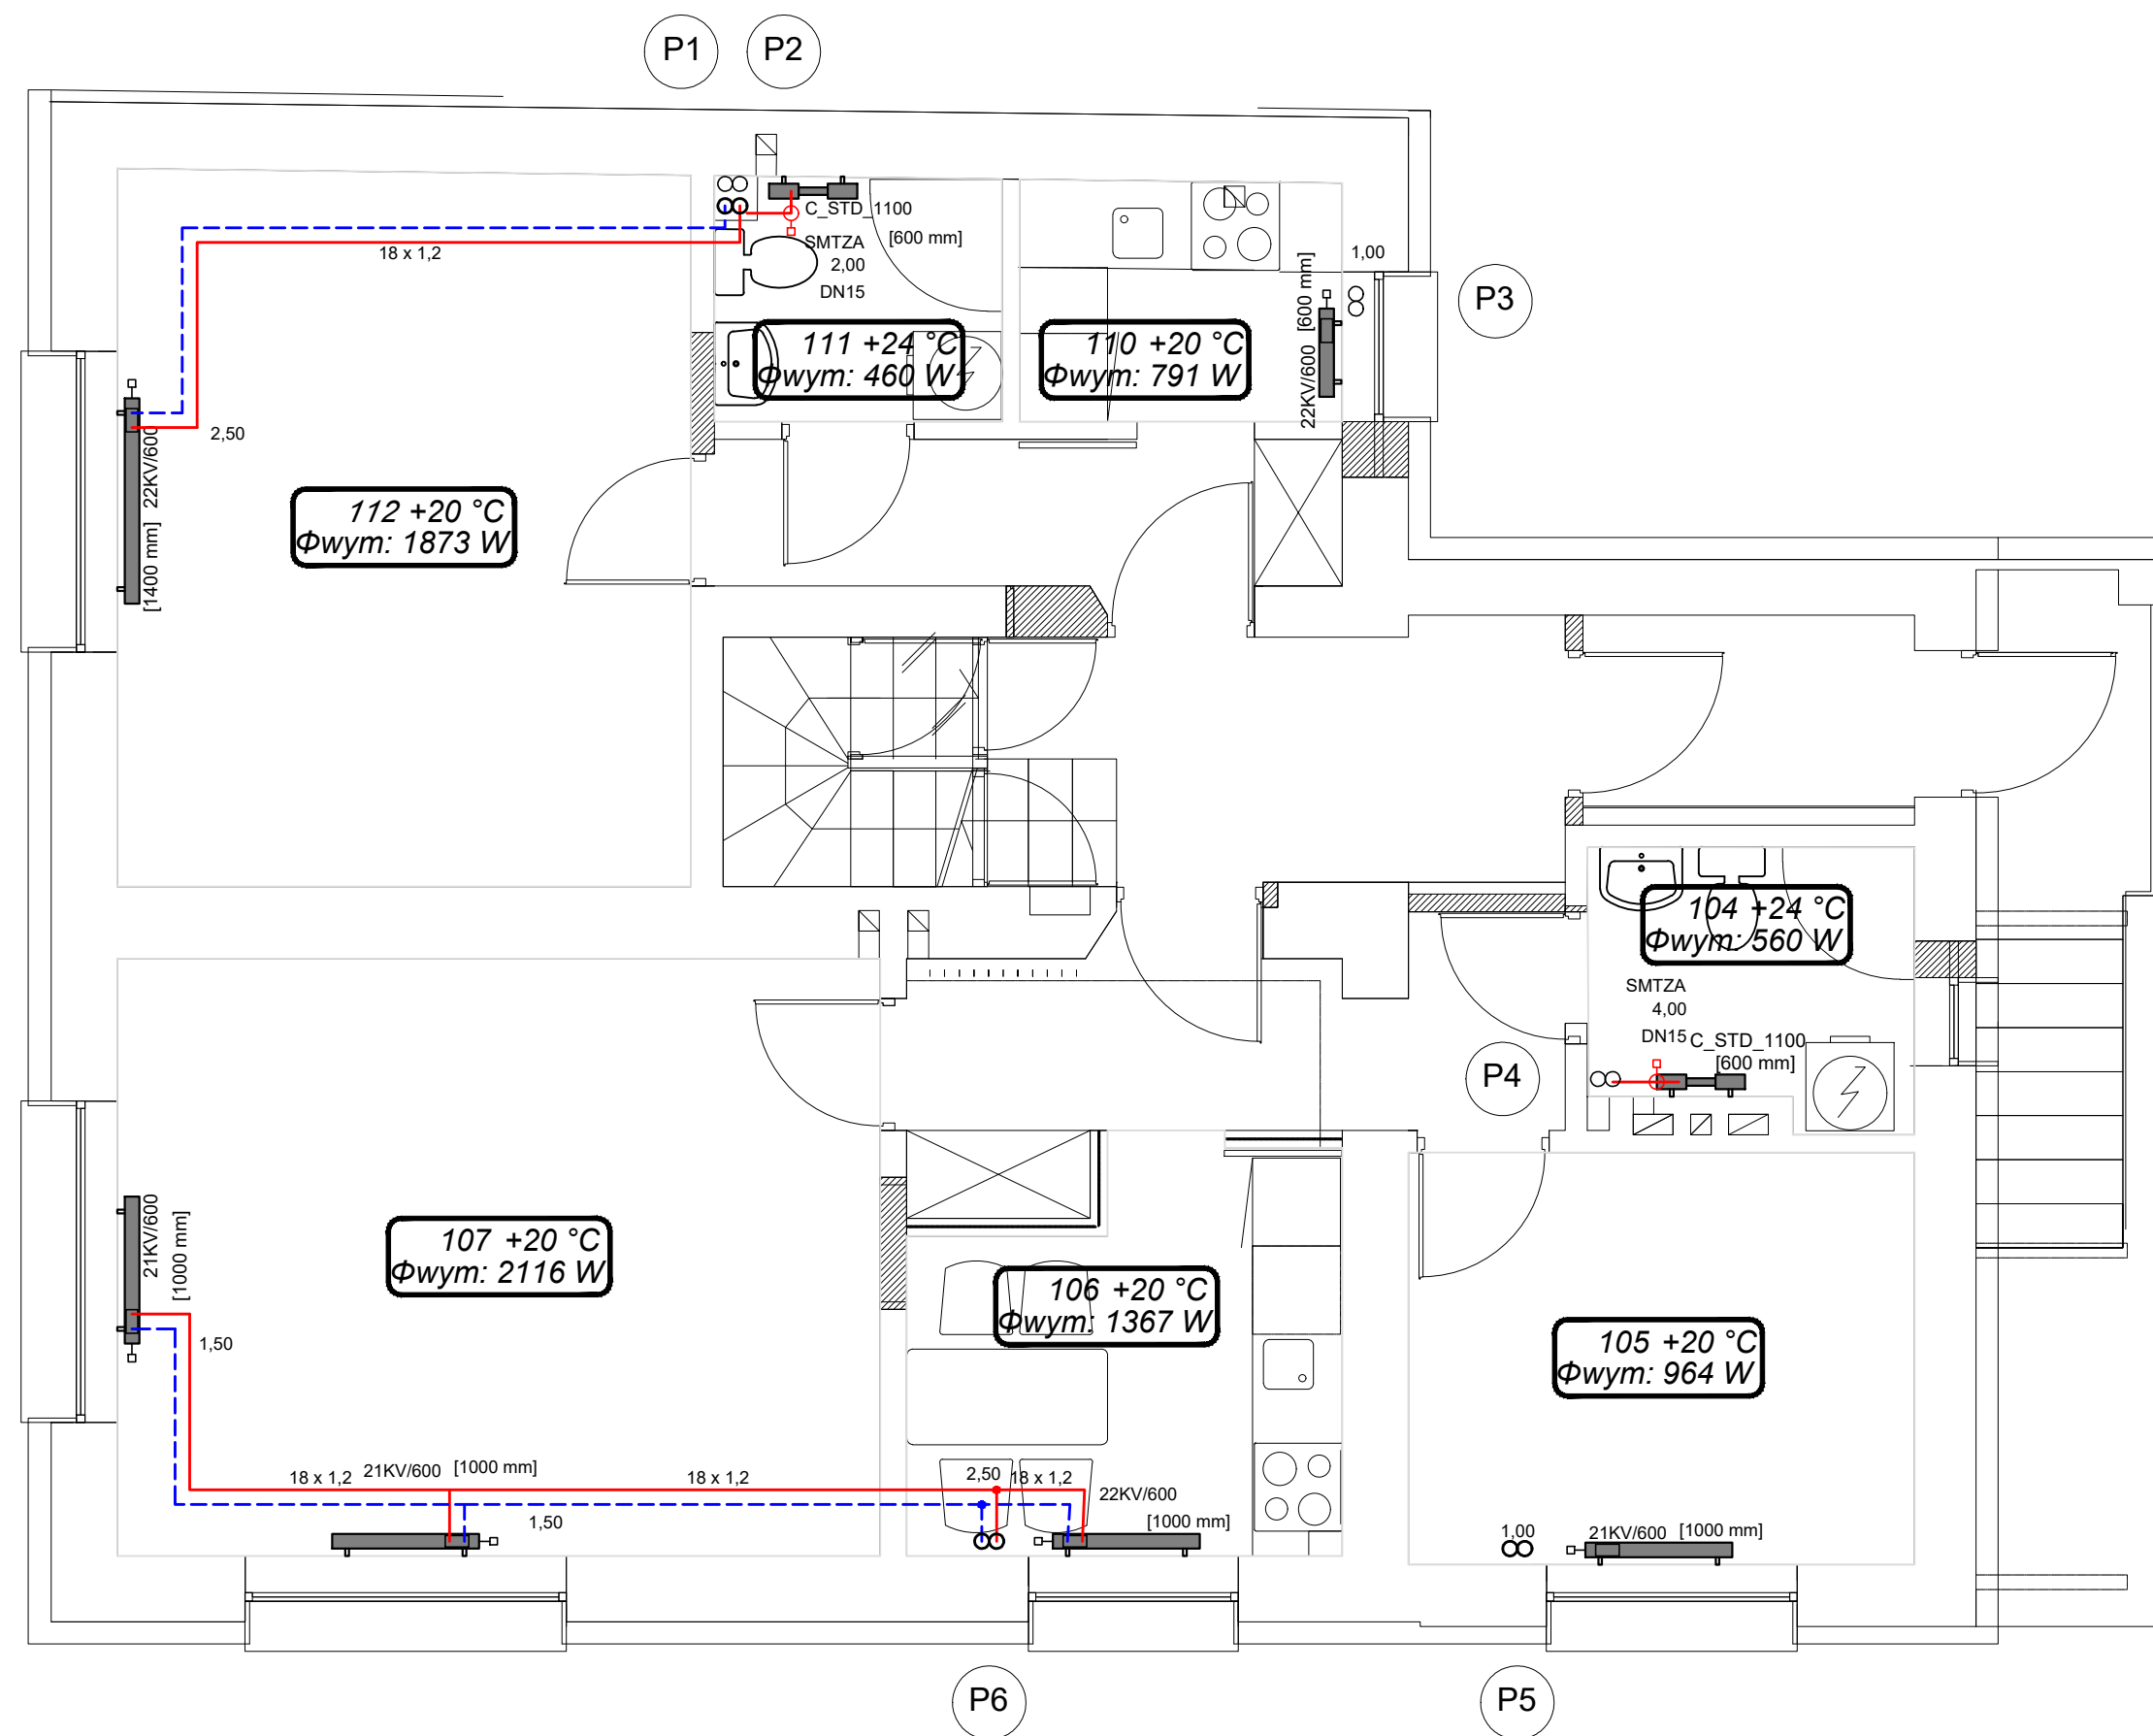 P1
P2
C_STD_1100
[600 mm]
SMTZA
2,00
DN15
18 x 1,2
1,00
P3
111 +24 °C
Φwym: 460 W
110 +20 °C
Φwym: 791 W
22KV/600 [600 mm]
2,50
[1400 mm] 22KV/600
112 +20 °C
Φwym: 1873 W
104 +24 °C
Φwym: 560 W
SMTZA
4,00
DN15
C_STD_1100
[600 mm]
P4
21KV/600
[1000 mm]
107 +20 °C
Φwym: 2116 W
106 +20 °C
Φwym: 1367 W
105 +20 °C
Φwym: 964 W
1,50
18 x 1,2
21KV/600
[1000 mm]
18 x 1,2
2,50
18 x 1,2
22KV/600
[1000 mm]
1,50
1,00
21KV/600
[1000 mm]
P6
P5